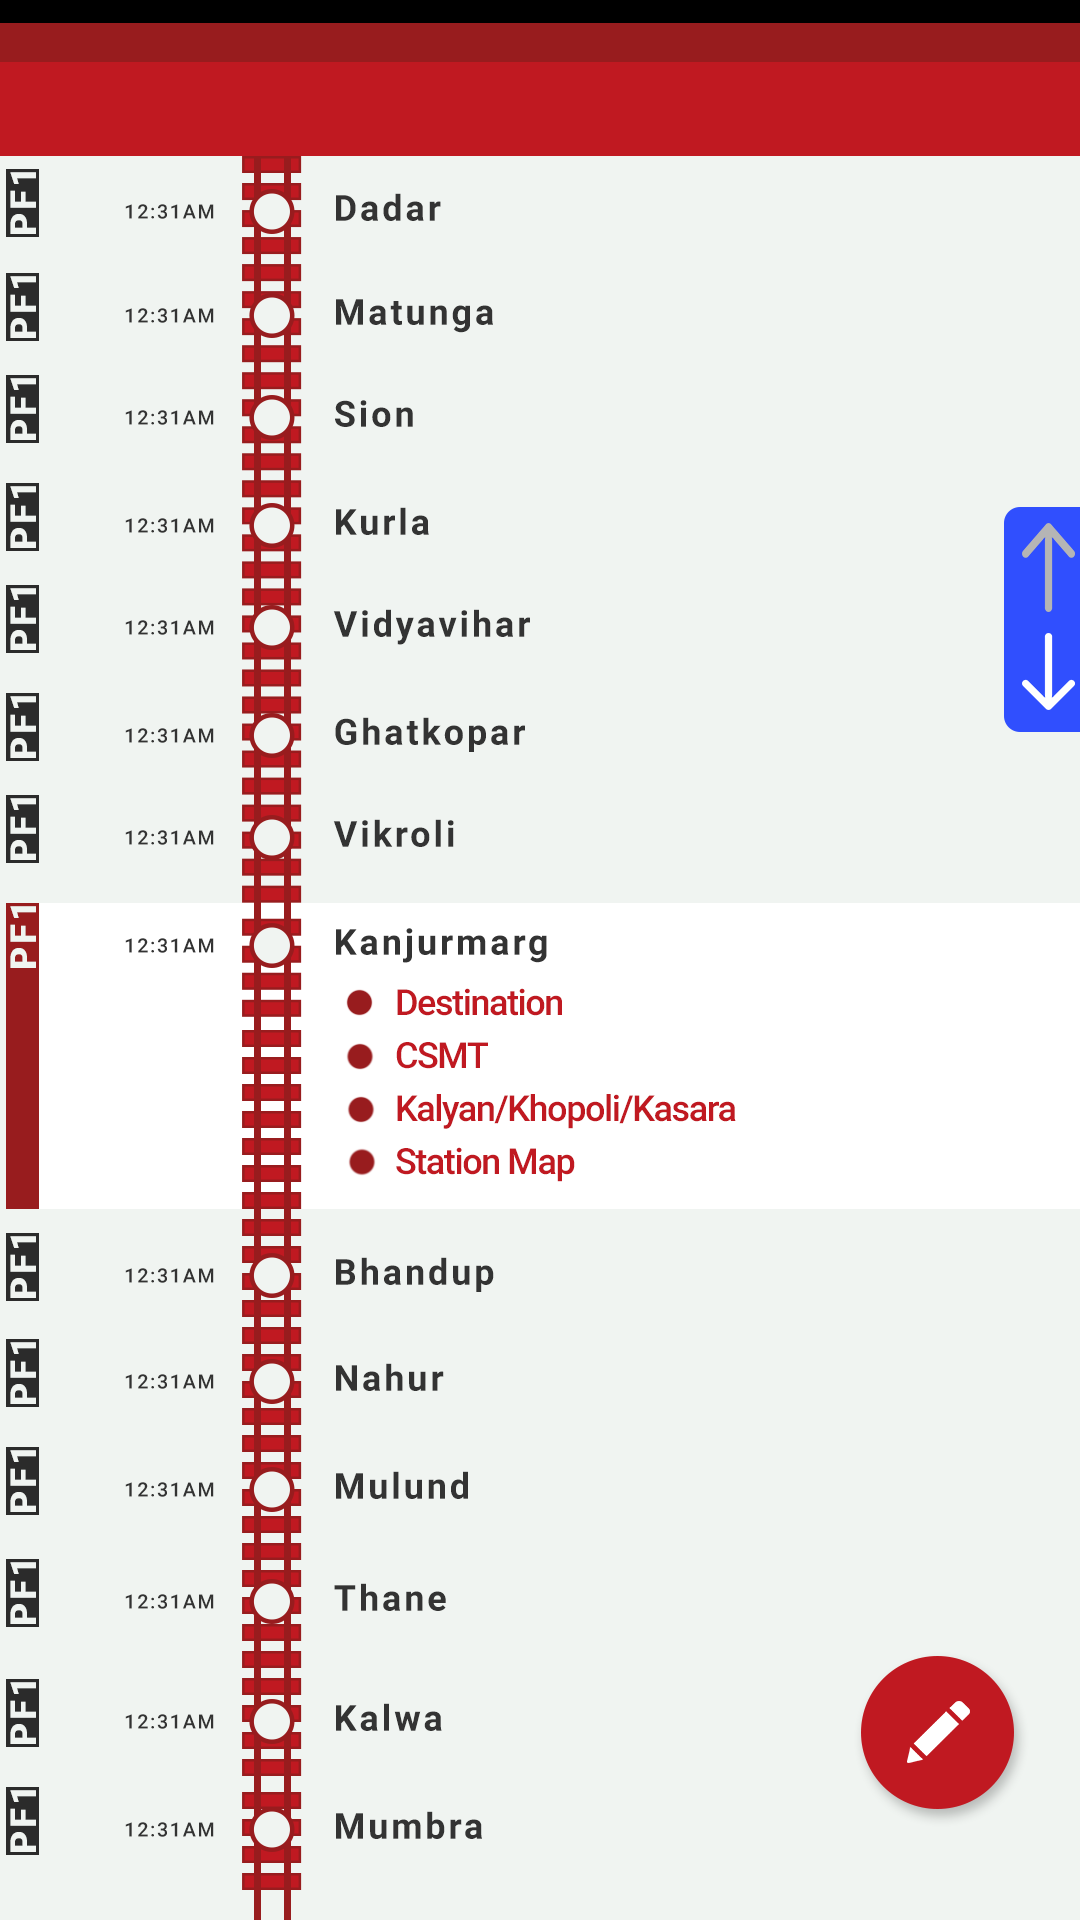 PF1 12:31AM Dadar
PF1 12:31AM Matunga
PF1 12:31AM Sion
PF1 12:31AM Kurla
PF1 12:31AM Vidyavihar
PF1 12:31AM Ghatkopar
PF1 12:31AM Vikroli
PF1 12:31AM Kanjurmarg
Destination
CSMT
Kalyan/Khopoli/Kasara
Station Map
PF1 12:31AM Bhandup
PF1 12:31AM Nahur
PF1 12:31AM Mulund
PF1 12:31AM Thane
PF1 12:31AM Kalwa
PF1 12:31AM Mumbra